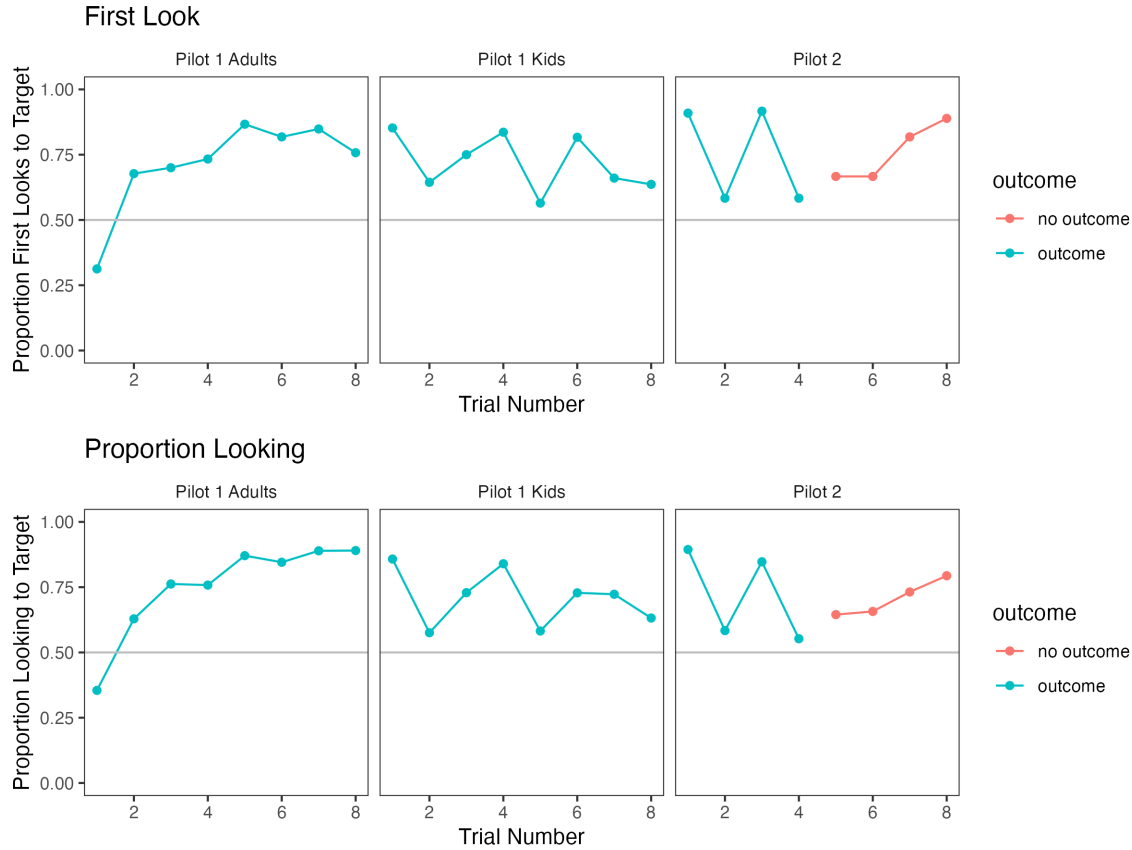 First Look
Pilot 1 Adults
Pilot 1 Kids
Pilot 2
Proportion First Looks to Target
1.00
0.75
0.50
0.25
0.00
2 4 6 8
2 4 6 8
2 4 6 8
Trial Number
outcome
no outcome
outcome
Proportion Looking
Pilot 1 Adults
Pilot 1 Kids
Pilot 2
Proportion Looking to Target
1.00
0.75
0.50
0.25
0.00
2 4 6 8
2 4 6 8
2 4 6 8
Trial Number
outcome
no outcome
outcome